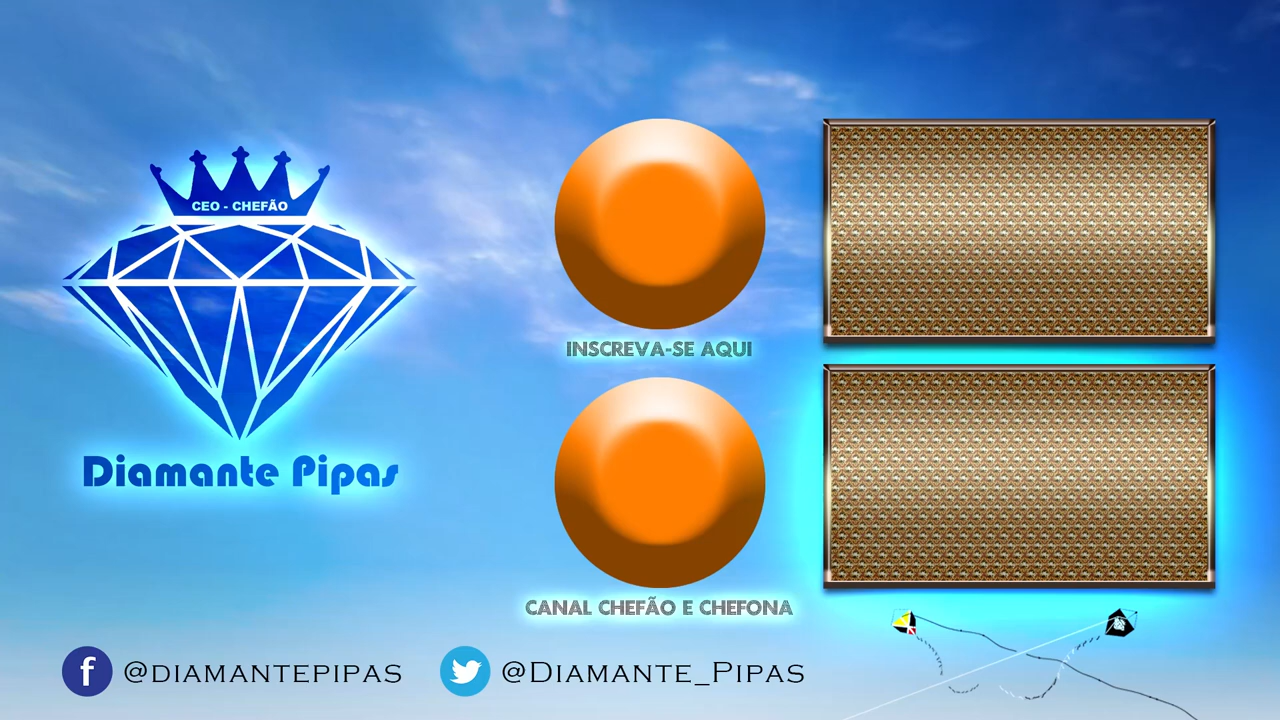 CEO - CHEFÃO
Diamante Pipas
INSCREVA-SE AQUI
CANAL CHEFÃO E CHEFONA
f @DIAMANTEPIPAS
@DIAMANTE_PIPAS